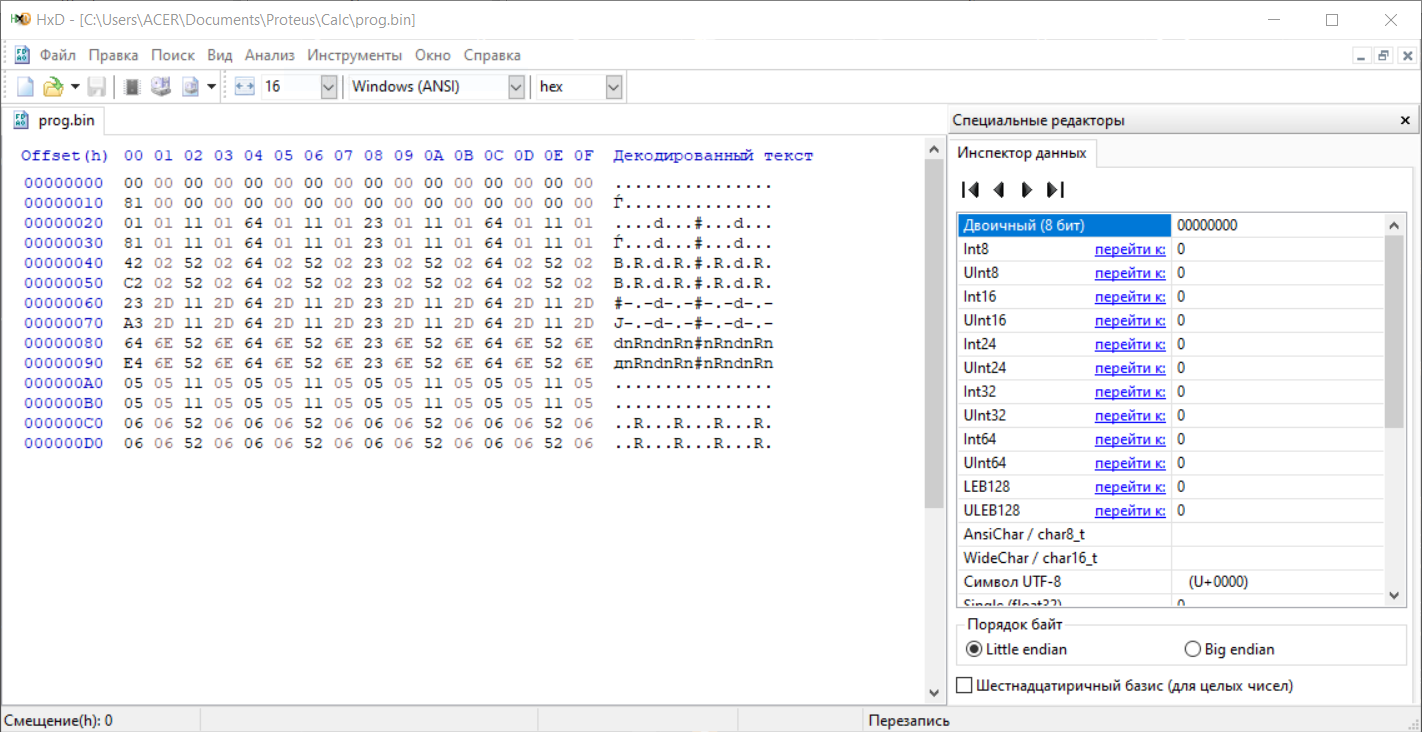 HxD - [C:\Users\ACER\Documents\Proteus\Calc\prog.bin]
Файл Правка Поиск Вид Анализ Инструменты Окно Справка
16 Windows (ANSI) hex
prog.bin
Offset(h) 00 01 02 03 04 05 06 07 08 09 0A 0B 0C 0D 0E 0F Декодированный текст
00000000 00 00 00 00 00 00 00 00 00 00 00 00 00 00 00 00 ................
00000010 81 00 00 00 00 00 00 00 00 00 00 00 00 00 00 00 Ѓ...............
00000020 01 01 11 01 64 01 11 01 23 01 11 01 64 01 11 01 ....d...#...d...
00000030 81 01 11 01 64 01 11 01 23 01 11 01 64 01 11 01 Ѓ...d...#...d...
00000040 42 02 52 02 64 02 52 02 23 02 52 02 64 02 52 02 B.R.d.R.#.R.d.R.
00000050 C2 02 52 02 64 02 52 02 23 02 52 02 64 02 52 02 В.R.d.R.#.R.d.R.
00000060 23 2D 11 2D 64 2D 11 2D 23 2D 11 2D 64 2D 11 2D #-.-d-.-#-.-d-.-
00000070 A3 2D 11 2D 64 2D 11 2D 23 2D 11 2D 64 2D 11 2D Ј-.-d-.-#-.-d-.-
00000080 64 6E 52 6E 64 6E 52 6E 23 6E 52 6E 64 6E 52 6E dnRndnRn#nRndnRn
00000090 E4 6E 52 6E 64 6E 52 6E 23 6E 52 6E 64 6E 52 6E дnRndnRn#nRndnRn
000000A0 05 05 11 05 05 05 11 05 05 05 11 05 05 05 11 05 ................
000000B0 05 05 11 05 05 05 11 05 05 05 11 05 05 05 11 05 ................
000000C0 06 06 52 06 06 06 52 06 06 06 52 06 06 06 52 06 ..R...R...R...R.
000000D0 06 06 52 06 06 06 52 06 06 06 52 06 06 06 52 06 ..R...R...R...R.
Специальные редакторы
Инспектор данных
Двоичный (8 бит) 00000000
Int8 перейти к: 0
UInt8 перейти к: 0
Int16 перейти к: 0
UInt16 перейти к: 0
Int24 перейти к: 0
UInt24 перейти к: 0
Int32 перейти к: 0
UInt32 перейти к: 0
Int64 перейти к: 0
UInt64 перейти к: 0
LEB128 перейти к: 0
ULEB128 перейти к: 0
AnsiChar / char8_t
WideChar / char16_t
Символ UTF-8 (U+0000)
Single (float32) 0
Порядок байт
Little endian Big endian
Шестнадцатиричный базис (для целых чисел)
Смещение(h): 0 Перезапись